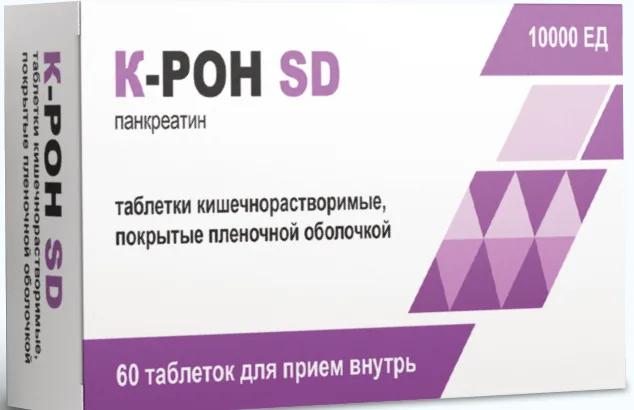 10000 ЕД
К-РОН SD
панкреатин
таблетки кишечнорастворимые,
покрытые пленочной оболочкой
60 таблеток для прием внутрь
К-РОН SD
таблетки кишечнорастворимые,
покрытые пленочной оболочкой